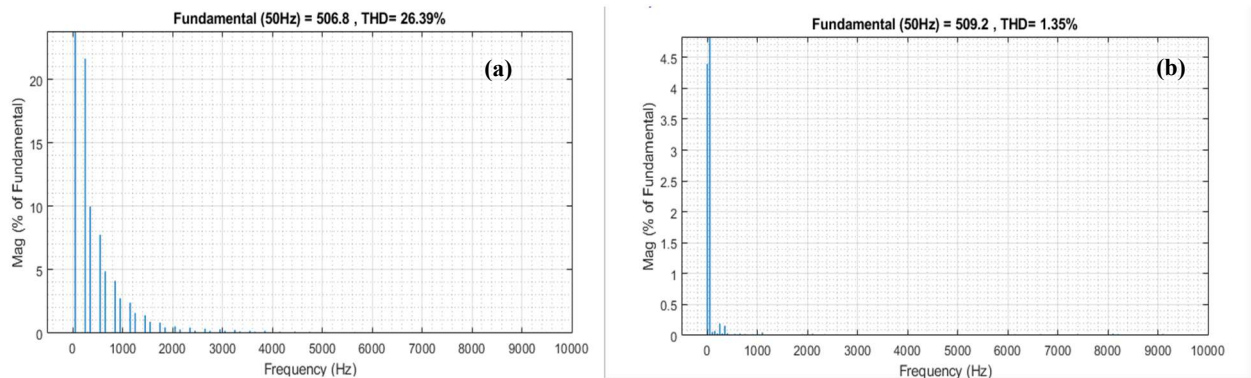 Fundamental (50Hz) = 506.8 , THD= 26.39%
(a)
Mag (% of Fundamental)
20
15
10
5
0
0 1000 2000 3000 4000 5000 6000 7000 8000 9000 10000
Frequency (Hz)
Fundamental (50Hz) = 509.2 , THD= 1.35%
(b)
Mag (% of Fundamental)
4.5
4
3.5
3
2.5
2
1.5
1
0.5
0
0 1000 2000 3000 4000 5000 6000 7000 8000 9000 10000
Frequency (Hz)